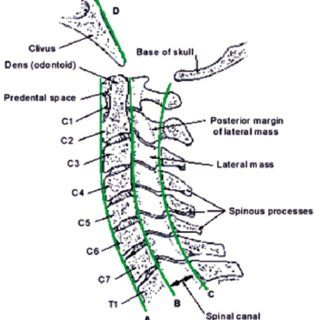 D
Clivus
Base of skull
Dens (odontoid)
Predental space
C1
Posterior margin
of lateral mass
C2
C3
Lateral mass
C4
Spinous processes
C5
C6
C7
T1
A
B
C
Spinal canal